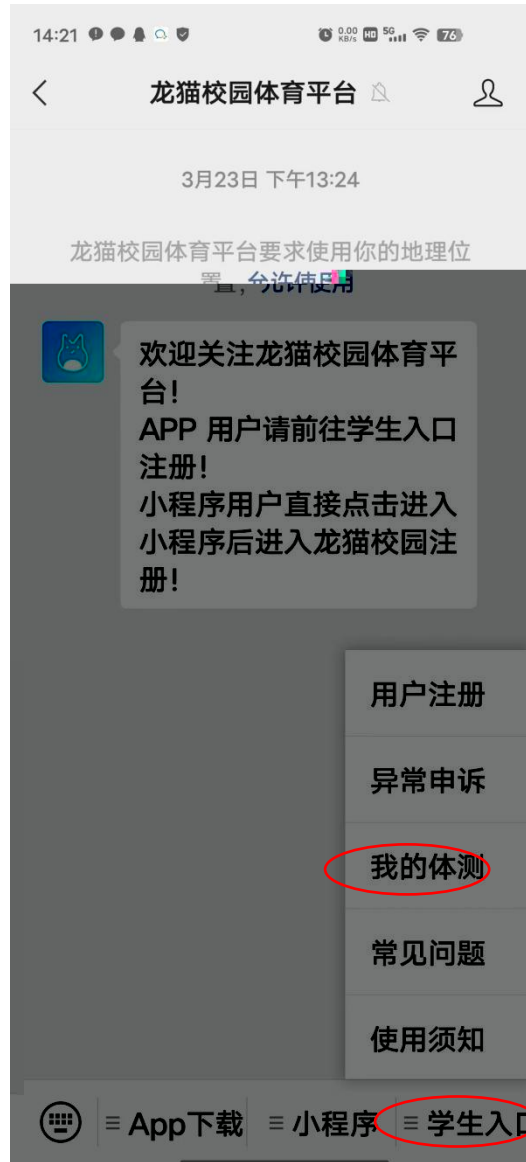 14:21 0.00 KB/s HD 5G 76
龙猫校园体育平台
3月23日 下午13:24
龙猫校园体育平台要求使用你的地理位
置，允许使用
欢迎关注龙猫校园体育平
台！
APP 用户请前往学生入口
注册！
小程序用户直接点击进入
小程序后进入龙猫校园注
册！
用户注册
异常申诉
我的体测
常见问题
使用须知
App下载 小程序 学生入口